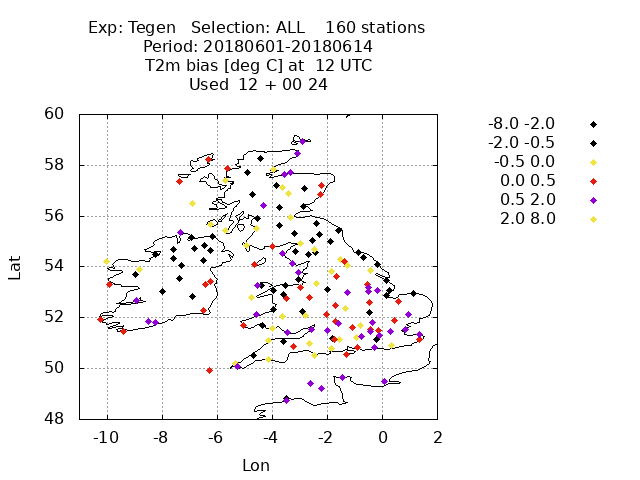 Exp: Tegen Selection: ALL 160 stations
Period: 20180601-20180614
T2m bias [deg C] at 12 UTC
Used 12 + 00 24
60
58
56
54
52
50
48
Lat
-10 -8 -6 -4 -2 0 2
Lon
-8.0 -2.0
-2.0 -0.5
-0.5 0.0
0.0 0.5
0.5 2.0
2.0 8.0